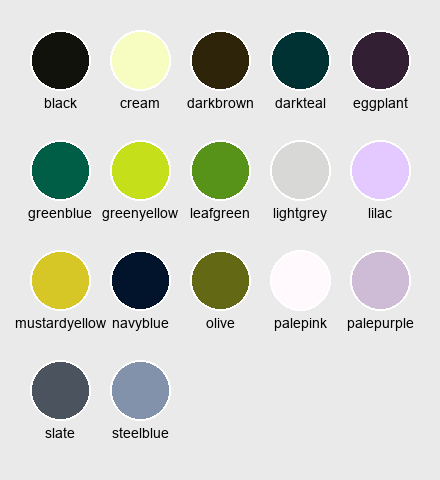 black cream darkbrown darkteal eggplant
greenblue greenyellow leafgreen lightgrey lilac
mustardyellow navyblue olive palepink palepurple
slate steelblue